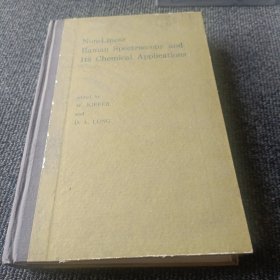 Non-Linear
Raman Spectroscopy and
Its Chemical Applications
edited by
W. KIEFER
and
D. A. LONG